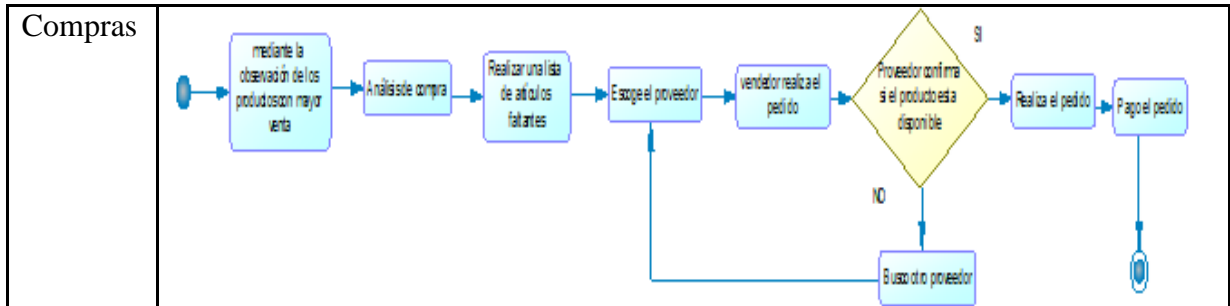 Compras
mediante la
observación de los
productos con mayor
venta
Análisis de compra
Realizar una lista
de artículos
faltantes
Escoge el proveedor
vendedor realiza el
pedido
Proveedor confirma
si el producto esta
disponible
SI
Realiza el pedido
Pago el pedido
NO
Busco otro proveedor